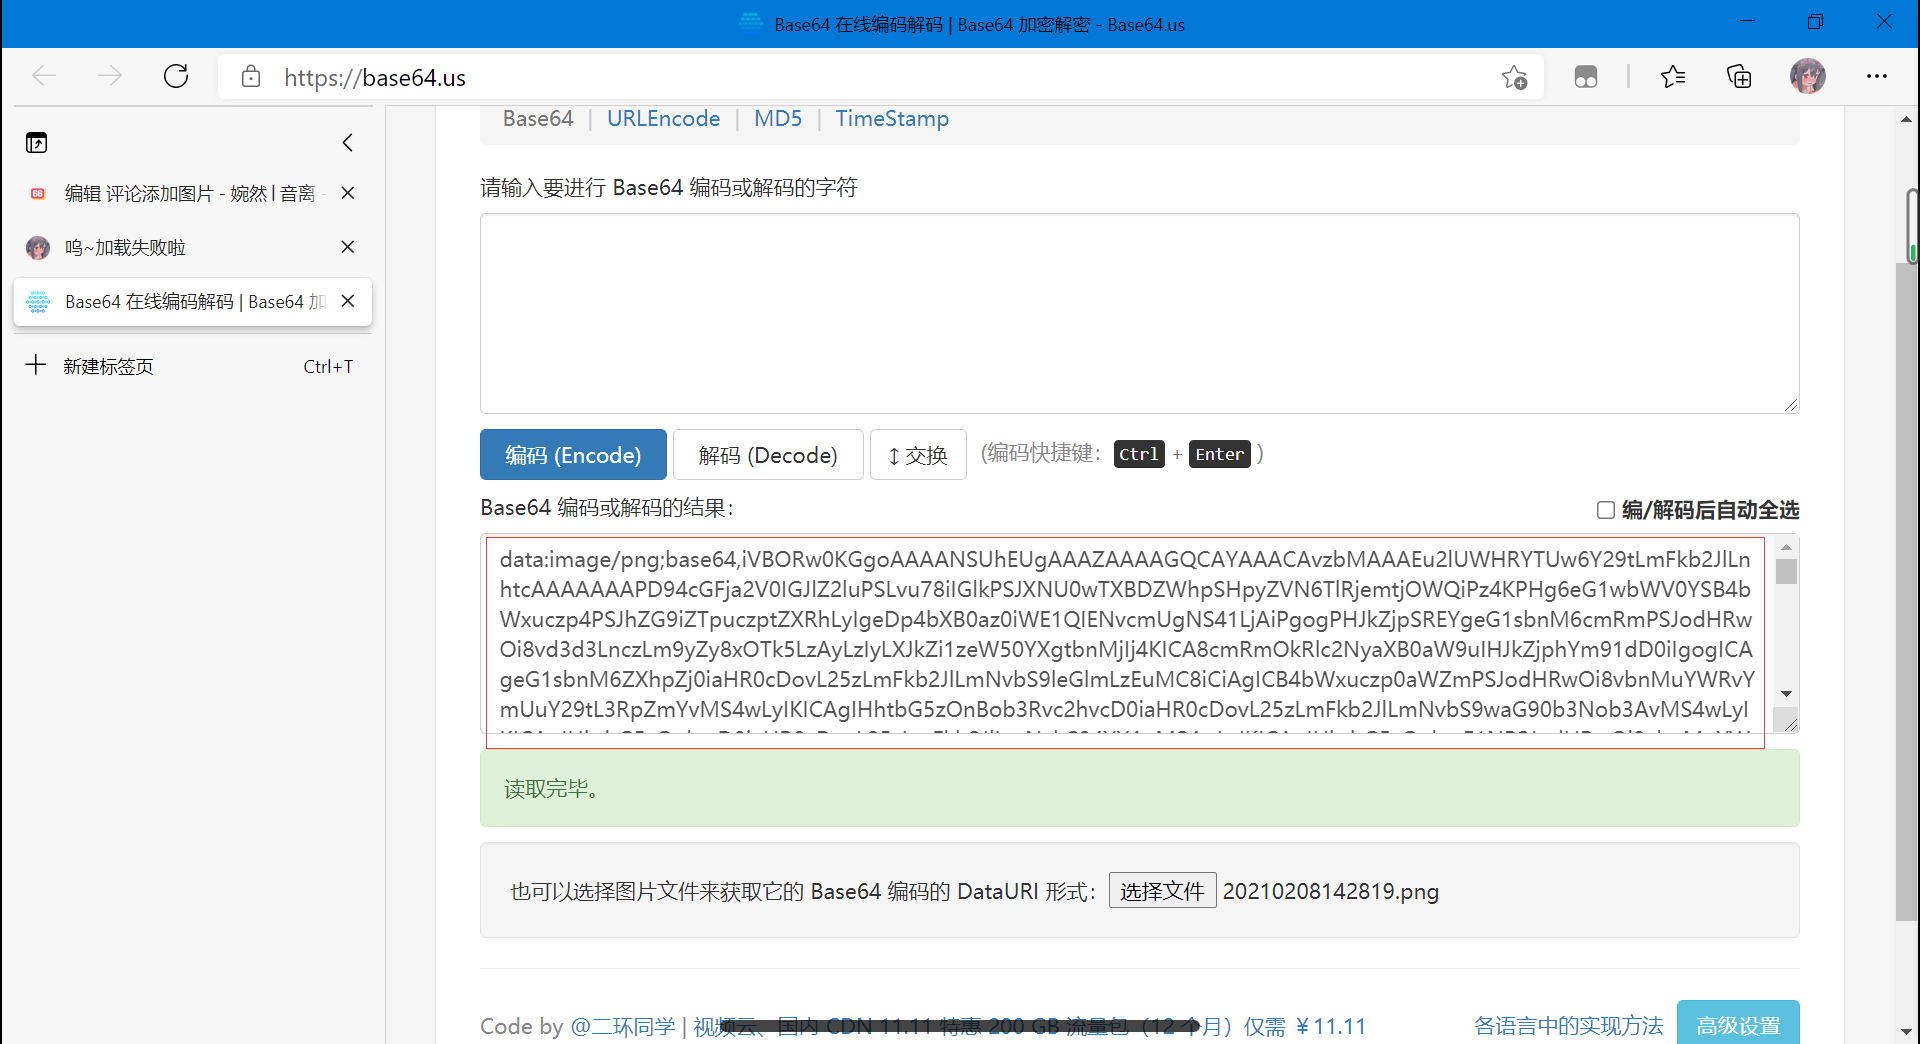 Base64 在线编码解码 | Base64 加密解密 - Base64.us
https://base64.us
编辑 评论添加图片 - 婉然 | 音离 -
呜~加载失败啦
Base64 在线编码解码 | Base64 加
新建标签页 Ctrl+T
Base64 | URLEncode | MD5 | TimeStamp
请输入要进行 Base64 编码或解码的字符
编码 (Encode) 解码 (Decode) ↕交换 (编码快捷键: Ctrl + Enter )
Base64 编码或解码的结果:
编/解码后自动全选
data:image/png;base64,iVBORw0KGgoAAAANSUhEUgAAAZAAAAGQCAYAAACAvzbMAAAEu2lUWHRYTUw6Y29tLmFkb2JlLn
htcAAAAAAAPD94cGFja2V0IGJlZ2luPSLvu78iIGlkPSJXNU0wTXBDZWhpSHpyZVN6TlRjemtjOWQiPz4KPHg6eG1wbWV0YSB4b
Wxuczp4PSJhZG9iZTpuczptZXRhLyIgeDp4bXB0az0iWE1QIENvcmUgNS41LjAiPgogPHJkZjpSREYgeG1sbnM6cmRmPSJodHRw
Oi8vd3d3LnczLm9yZy8xOTk5LzAyLzIyLXJkZi1zeW50YXgtbnMjIj4KICA8cmRmOkRlc2NyaXB0aW9uIHJkZjphYm91dD0iIgogICA
geG1sbnM6ZXhpZj0iaHR0cDovL25zLmFkb2JlLmNvbS9leGlmLzEuMC8iCiAgICB4bWxuczp0aWZmPSJodHRwOi8vbnMuYWRvY
mUuY29tL3RpZmYvMS4wLyIKICAgIHhtbG5zOnBob3Rvc2hvcD0iaHR0cDovL25zLmFkb2JlLmNvbS9waG90b3Nob3AvMS4wLyI
读取完毕。
也可以选择图片文件来获取它的 Base64 编码的 DataURI 形式: 选择文件 20210208142819.png
Code by @二环同学 | 视频云、国内 CDN 11.11 特惠 200 GB 流量包（12 个月）仅需 ￥11.11
各语言中的实现方法 高级设置